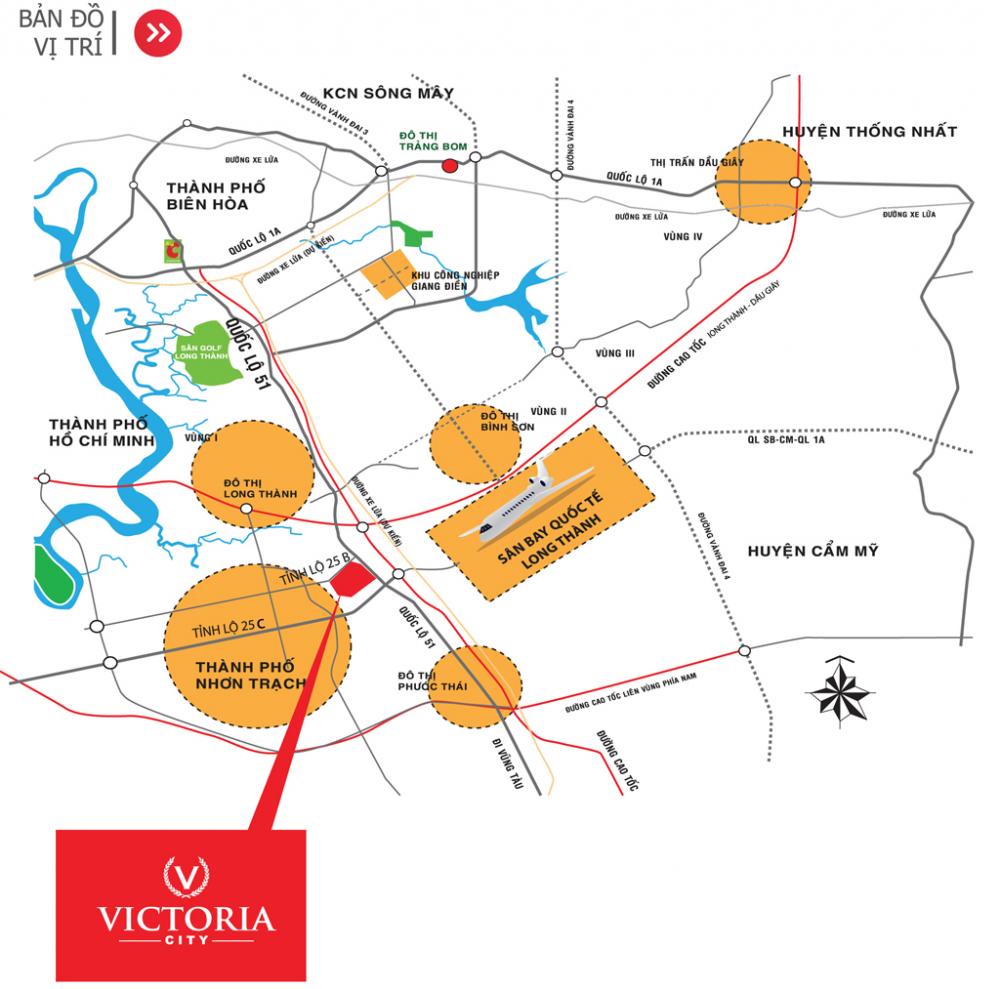 BẢN ĐỒ
VỊ TRÍ
KCN SÔNG MÂY
ĐƯỜNG VÀNH ĐAI 3
ĐƯỜNG VÀNH ĐAI 4
ĐÔ THỊ
TRẢNG BOM
HUYỆN THỐNG NHẤT
THỊ TRẤN DẦU GIÂY
ĐƯỜNG XE LỬA
QUỐC LỘ 1A
THÀNH PHỐ
BIÊN HÒA
ĐƯỜNG XE LỬA
ĐƯỜNG XE LỬA
VÙNG IV
QUỐC LỘ 1A
ĐƯỜNG XE LỬA (DỰ KIẾN)
KHU CÔNG NGHIỆP
GIANG ĐIỀN
ĐƯỜNG CAO TỐC LONG THÀNH - DẦU GIÂY
QUỐC LỘ 51
SÂN GOLF
LONG THÀNH
VÙNG III
VÙNG II
ĐÔ THỊ
BÌNH SƠN
THÀNH PHỐ
HỒ CHÍ MINH
VÙNG I
QL SB-CM-QL 1A
ĐÔ THỊ
LONG THÀNH
ĐƯỜNG XE LỬA (DỰ KIẾN)
SÂN BAY QUỐC TẾ
LONG THÀNH
ĐƯỜNG VÀNH ĐAI 4
HUYỆN CẨM MỸ
TỈNH LỘ 25 B
TỈNH LỘ 25 C
QUỐC LỘ 51
THÀNH PHỐ
NHƠN TRẠCH
ĐÔ THỊ
PHƯỚC THÁI
ĐƯỜNG CAO TỐC LIÊN VÙNG PHÍA NAM
ĐI VŨNG TÀU
ĐƯỜNG CAO TỐC
V
VICTORIA
CITY